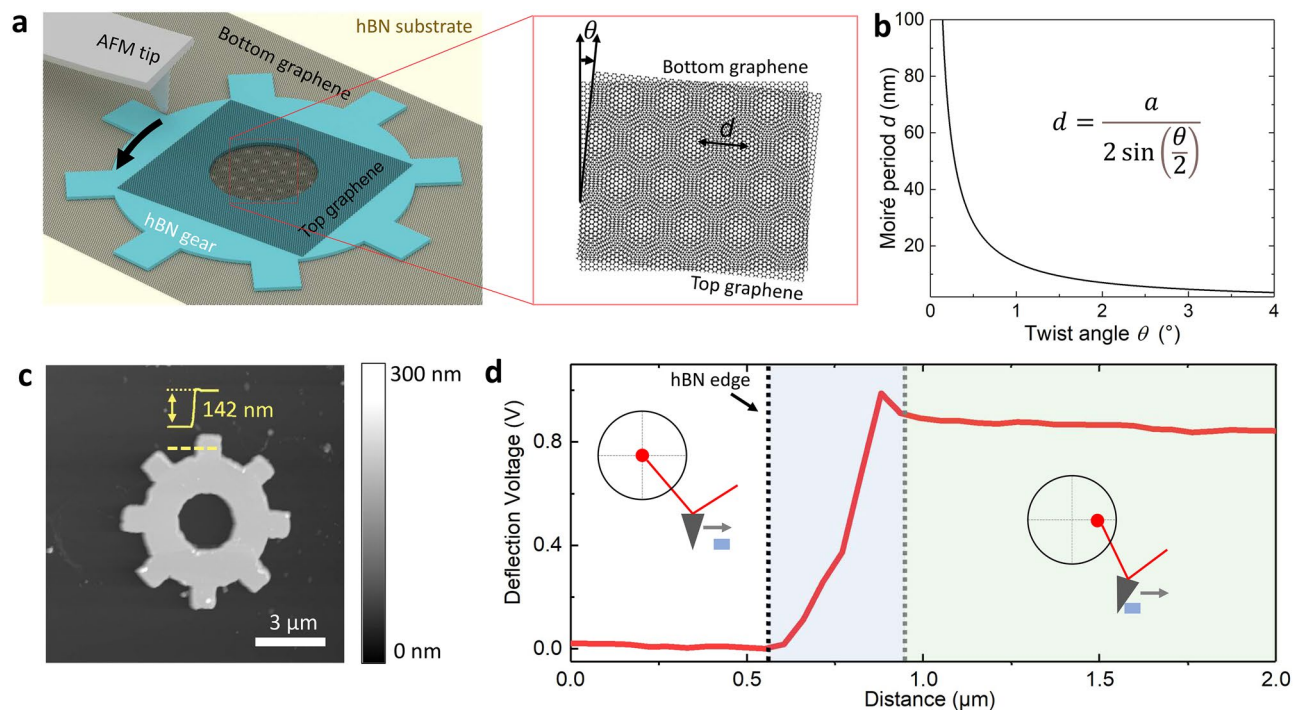 a
AFM tip
Bottom graphene
hBN substrate
Top graphene
hBN gear
θ
Bottom graphene
d
Top graphene
b
Moiré period d (nm)
100
80
60
40
20
d = a / 2 sin(θ/2)
0 1 2 3 4
Twist angle θ (°)
c
142 nm
3 µm
300 nm
0 nm
d
hBN edge
Deflection Voltage (V)
0.8
0.4
0.0
0.0 0.5 1.0 1.5 2.0
Distance (µm)